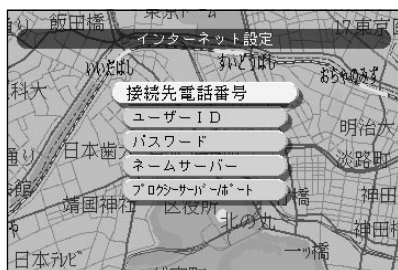 飯田橋
東京ドーム
17東京
インターネット設定
いいだばし
すいどうばし
おちゃのみず
科大
接続先電話番号
ユーザーID
明治大
パスワード
日本歯
淡路町
ネームサーバー
プロクシーサーバー/ポート
館
靖国神社
区役所
橋
神田
北の丸
神田
一ッ橋
日本テレビ